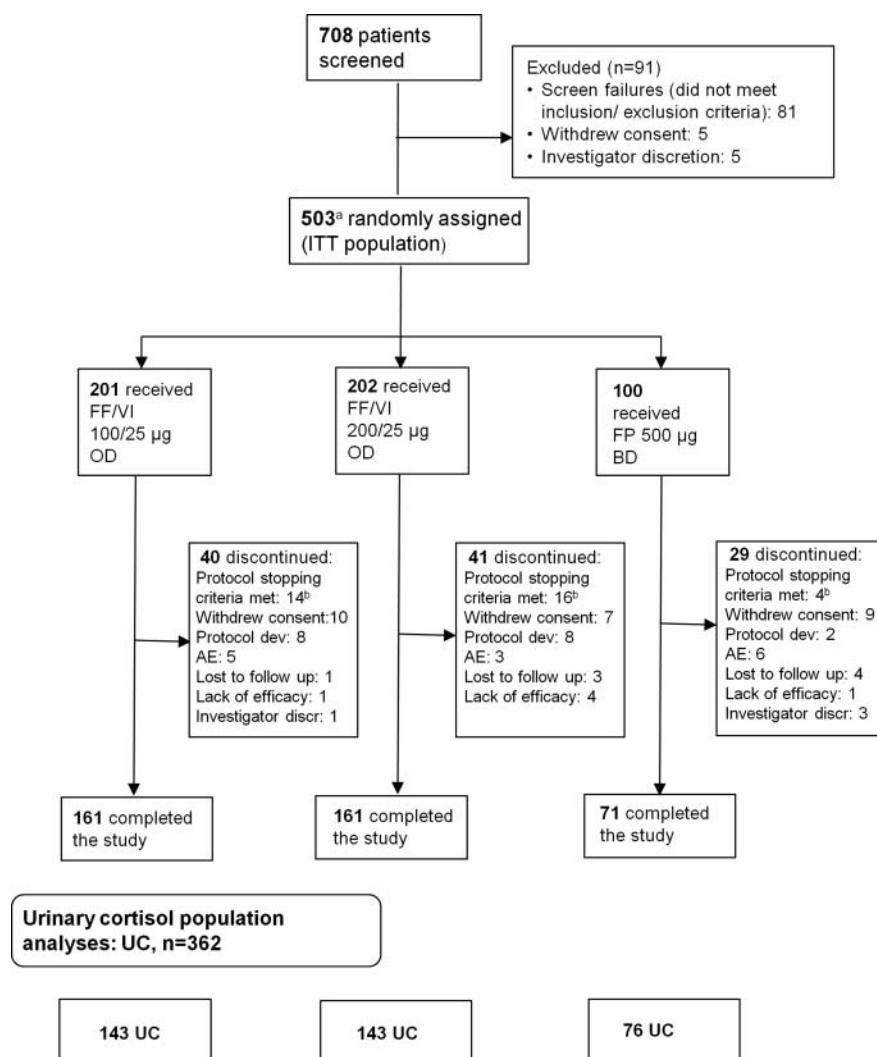 708 patients
screened
Excluded (n=91)
• Screen failures (did not meet
inclusion/ exclusion criteria): 81
• Withdrew consent: 5
• Investigator discretion: 5
503ᵃ randomly assigned
(ITT population)
201 received
FF/VI
100/25 µg
OD
202 received
FF/VI
200/25 µg
OD
100
received
FP 500 µg
BD
40 discontinued:
Protocol stopping
criteria met: 14ᵇ
Withdrew consent:10
Protocol dev: 8
AE: 5
Lost to follow up: 1
Lack of efficacy: 1
Investigator discr: 1
41 discontinued:
Protocol stopping
criteria met: 16ᵇ
Withdrew consent: 7
Protocol dev: 8
AE: 3
Lost to follow up: 3
Lack of efficacy: 4
29 discontinued:
Protocol stopping
criteria met: 4ᵇ
Withdrew consent: 9
Protocol dev: 2
AE: 6
Lost to follow up: 4
Lack of efficacy: 1
Investigator discr: 3
161 completed
the study
161 completed
the study
71 completed
the study
Urinary cortisol population
analyses: UC, n=362
143 UC
143 UC
76 UC